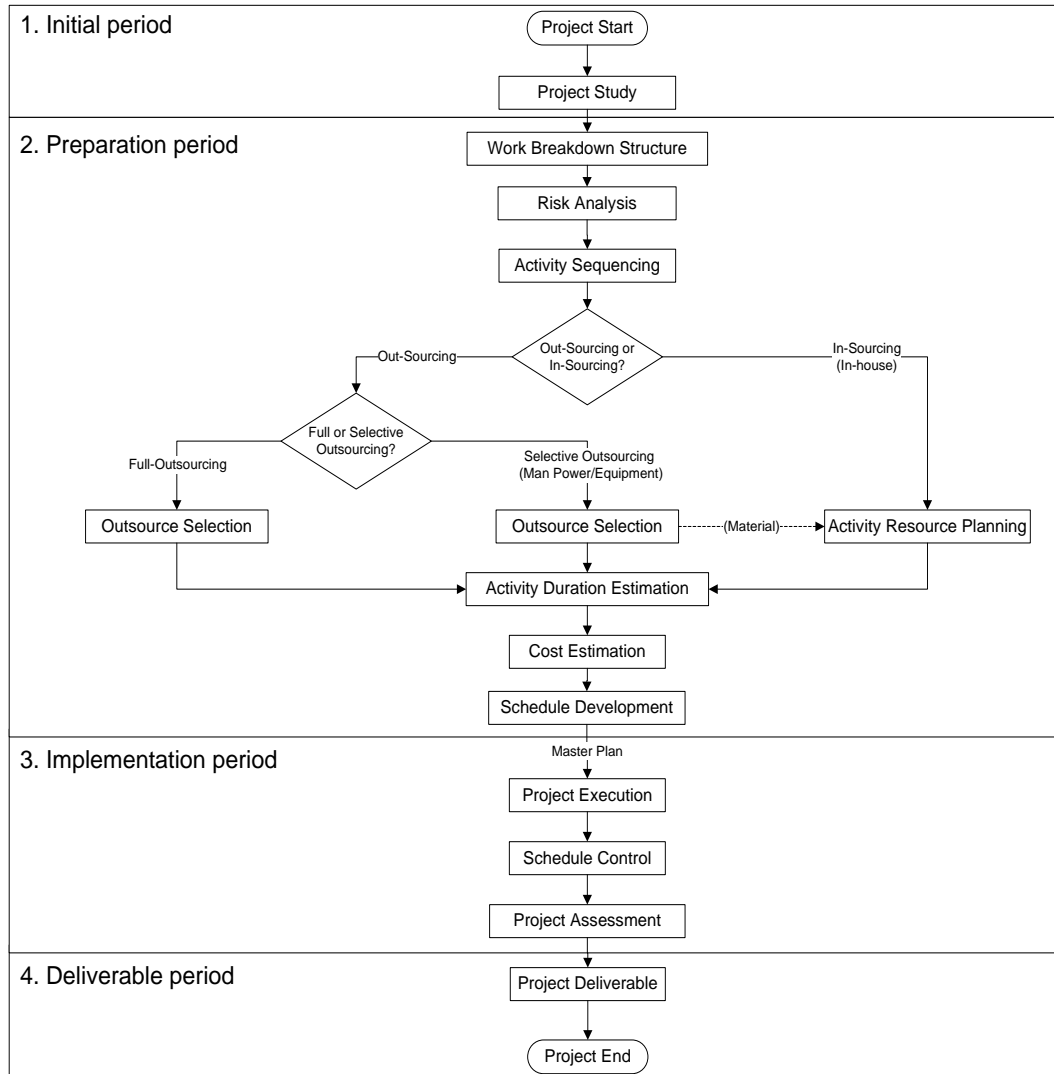 1. Initial period
Project Start
Project Study
2. Preparation period
Work Breakdown Structure
Risk Analysis
Activity Sequencing
Out-Sourcing
Out-Sourcing or
In-Sourcing?
In-Sourcing
(In-house)
Full or Selective
Outsourcing?
Full-Outsourcing
Selective Outsourcing
(Man Power/Equipment)
Outsource Selection
Outsource Selection
(Material)
Activity Resource Planning
Activity Duration Estimation
Cost Estimation
Schedule Development
3. Implementation period
Master Plan
Project Execution
Schedule Control
Project Assessment
4. Deliverable period
Project Deliverable
Project End